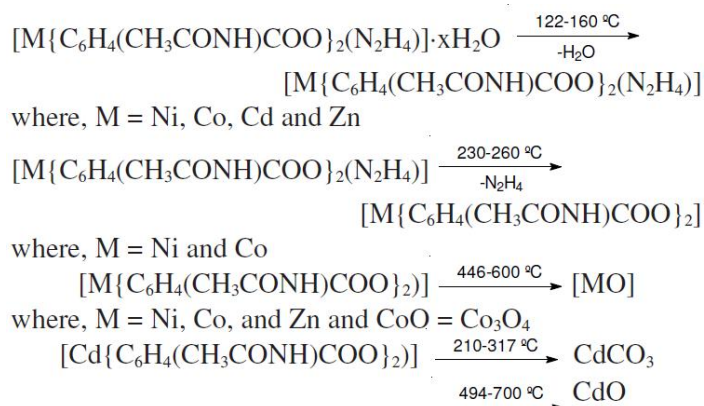 122-160 ºC
[M{C₆H₄(CH₃CONH)COO}₂(N₂H₄)]·xH₂O ⟶
-H₂O
[M{C₆H₄(CH₃CONH)COO}₂(N₂H₄)]
where, M = Ni, Co, Cd and Zn
230-260 ºC
[M{C₆H₄(CH₃CONH)COO}₂(N₂H₄)] ⟶
-N₂H₄
[M{C₆H₄(CH₃CONH)COO}₂]
where, M = Ni and Co
446-600 ºC
[M{C₆H₄(CH₃CONH)COO}₂)] ⟶ [MO]
where, M = Ni, Co, and Zn and CoO = Co₃O₄
210-317 ºC
[Cd{C₆H₄(CH₃CONH)COO}₂)] ⟶ CdCO₃
494-700 ºC ⟶ CdO